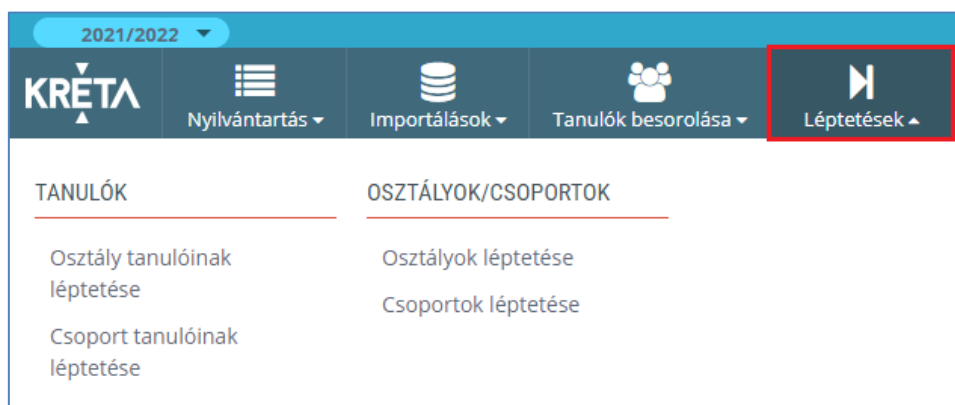 2021/2022
KRÉTA
Nyilvántartás
Importálások
Tanulók besorolása
Léptetések
TANULÓK
OSZTÁLYOK/CSOPORTOK
Osztály tanulóinak
léptetése
Csoport tanulóinak
léptetése
Osztályok léptetése
Csoportok léptetése